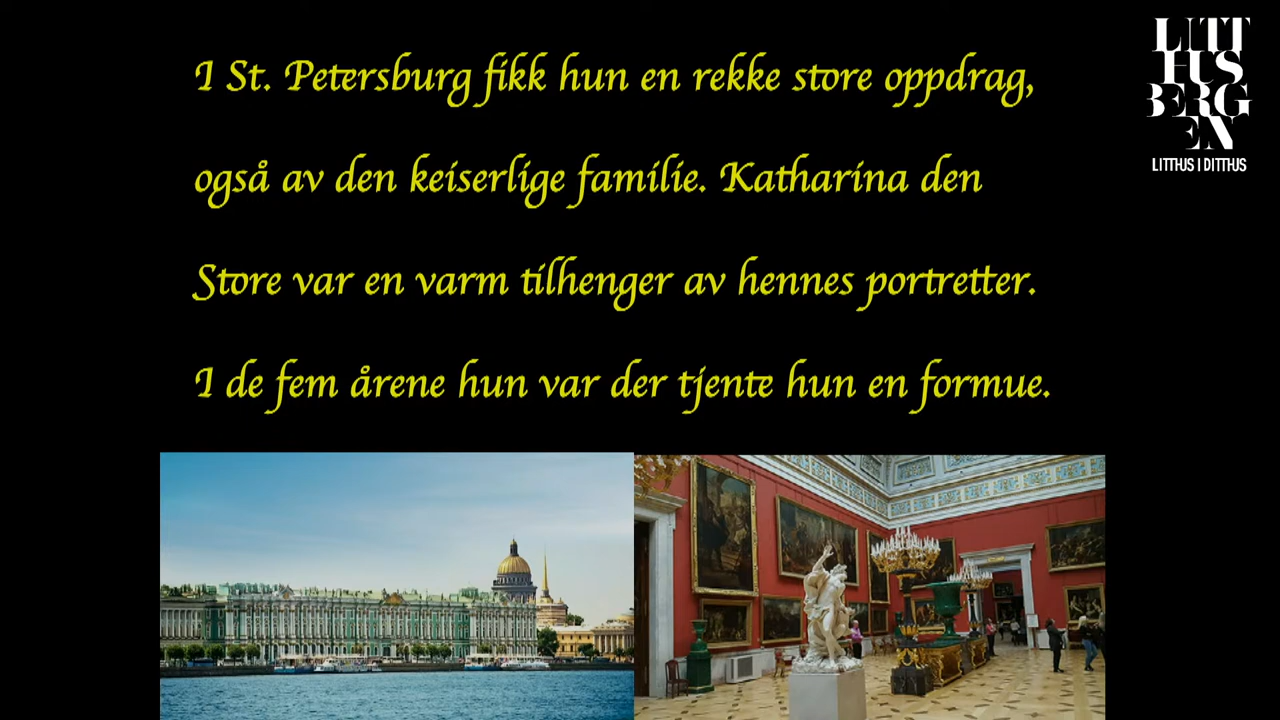 I St. Petersburg fikk hun en rekke store oppdrag,
også av den keiserlige familie. Katharina den
Store var en varm tilhenger av hennes portretter.
I de fem årene hun var der tjente hun en formue.
LITT
HUS
BERG
EN
LITTHUS I DITTHUS